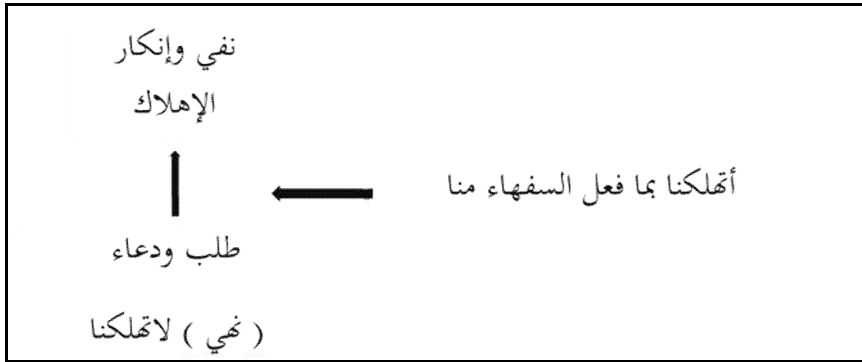 نفي وإنكار
الإهلاك
أتهلكنا بما فعل السفهاء منا
طلب ودعاء
( نهي ) لاتهلكنا